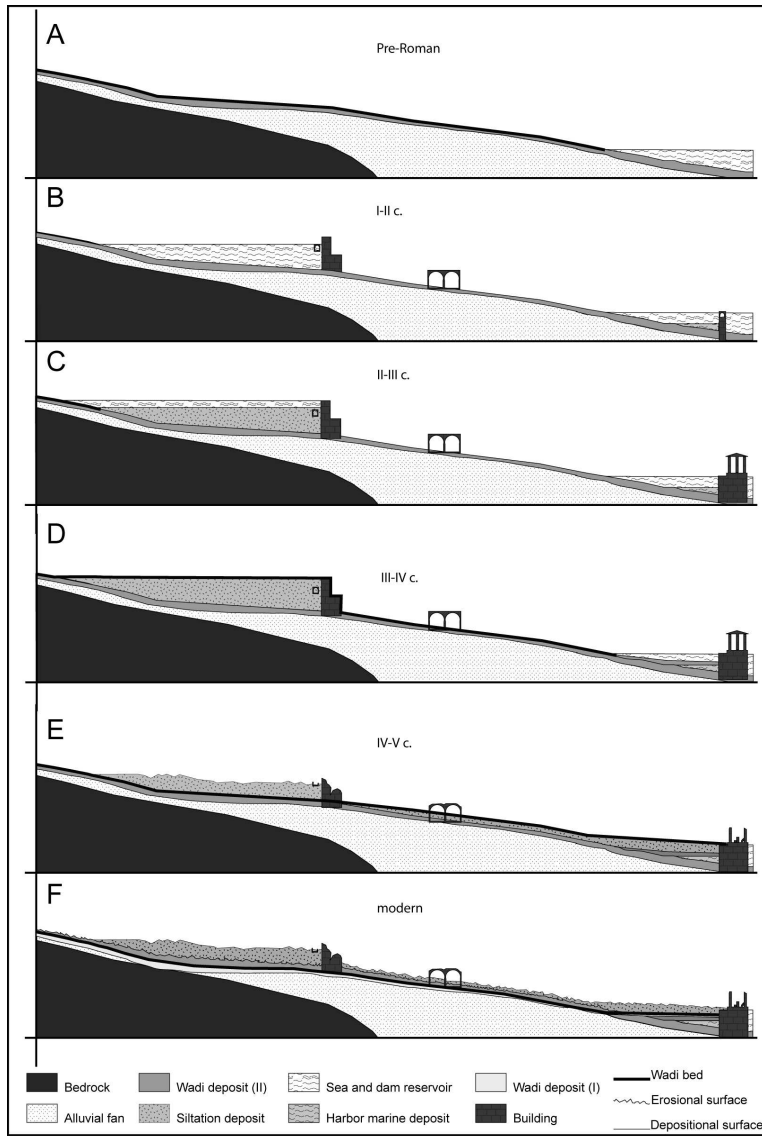 A
Pre-Roman
B
I-II c.
C
II-III c.
D
III-IV c.
E
IV-V c.
F
modern
Bedrock
Wadi deposit (II)
Sea and dam reservoir
Wadi deposit (I)
Wadi bed
Alluvial fan
Siltation deposit
Harbor marine deposit
Building
Erosional surface
Depositional surface